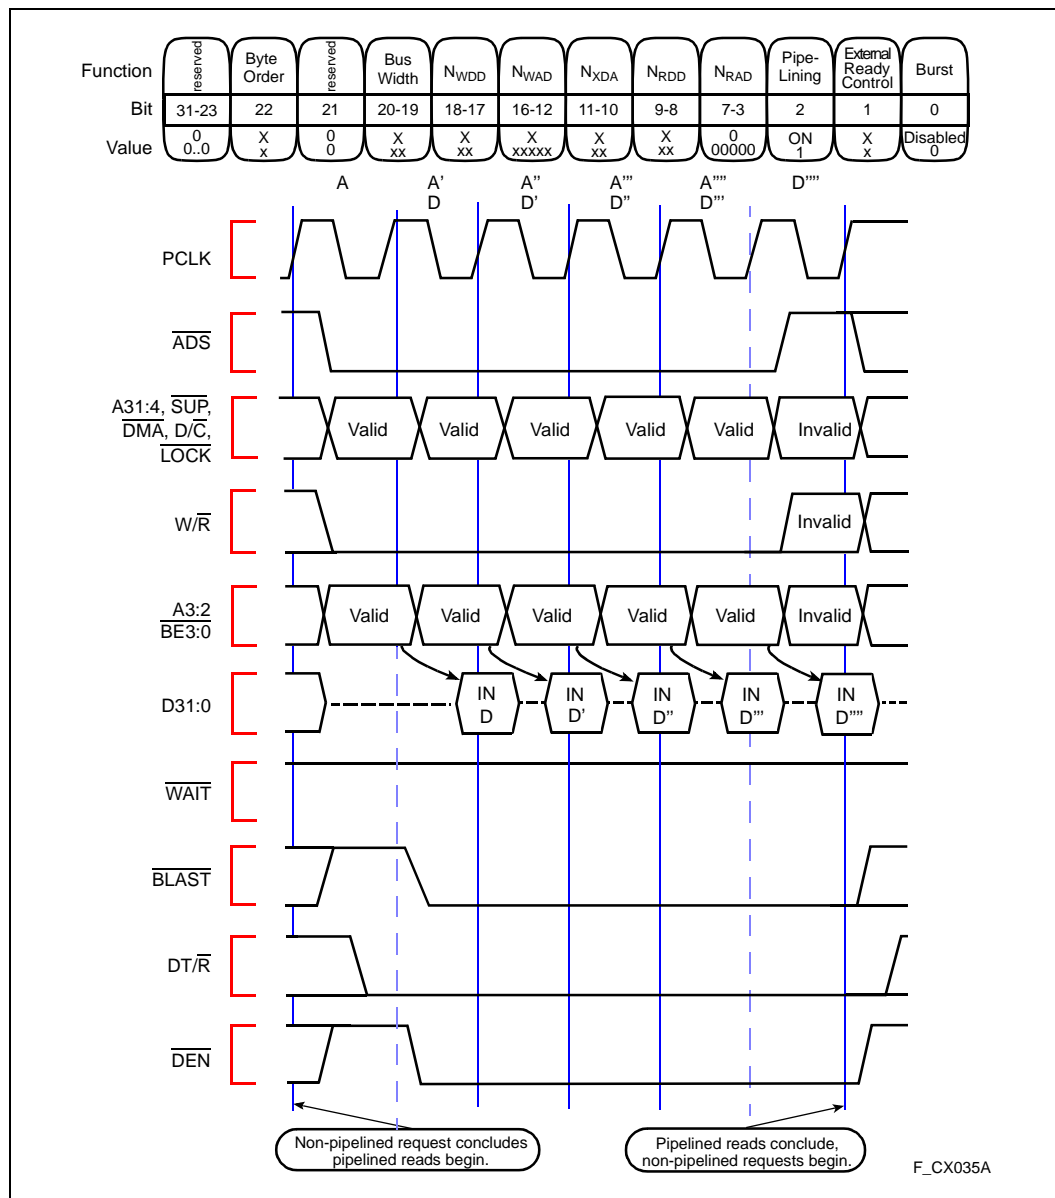 Function reserved Byte Order reserved Bus Width NWDD NWAD NXDA NRDD NRAD Pipe-Lining External Ready Control Burst
Bit 31-23 22 21 20-19 18-17 16-12 11-10 9-8 7-3 2 1 0
Value 0 X 0 X X X X X 0 ON X Disabled
0..0 x 0 xx xx xxxxx xx xx 00000 1 x 0
A A' A'' A''' A'''' D''''
D D' D'' D'''
PCLK
ADS
A31:4, SUP,
DMA, D/C,
LOCK
Valid Valid Valid Valid Valid Invalid
W/R
Invalid
A3:2
BE3:0
Valid Valid Valid Valid Valid Invalid
D31:0
IN IN IN IN IN
D D' D'' D''' D''''
WAIT
BLAST
DT/R
DEN
Non-pipelined request concludes
pipelined reads begin.
Pipelined reads conclude,
non-pipelined requests begin.
F_CX035A